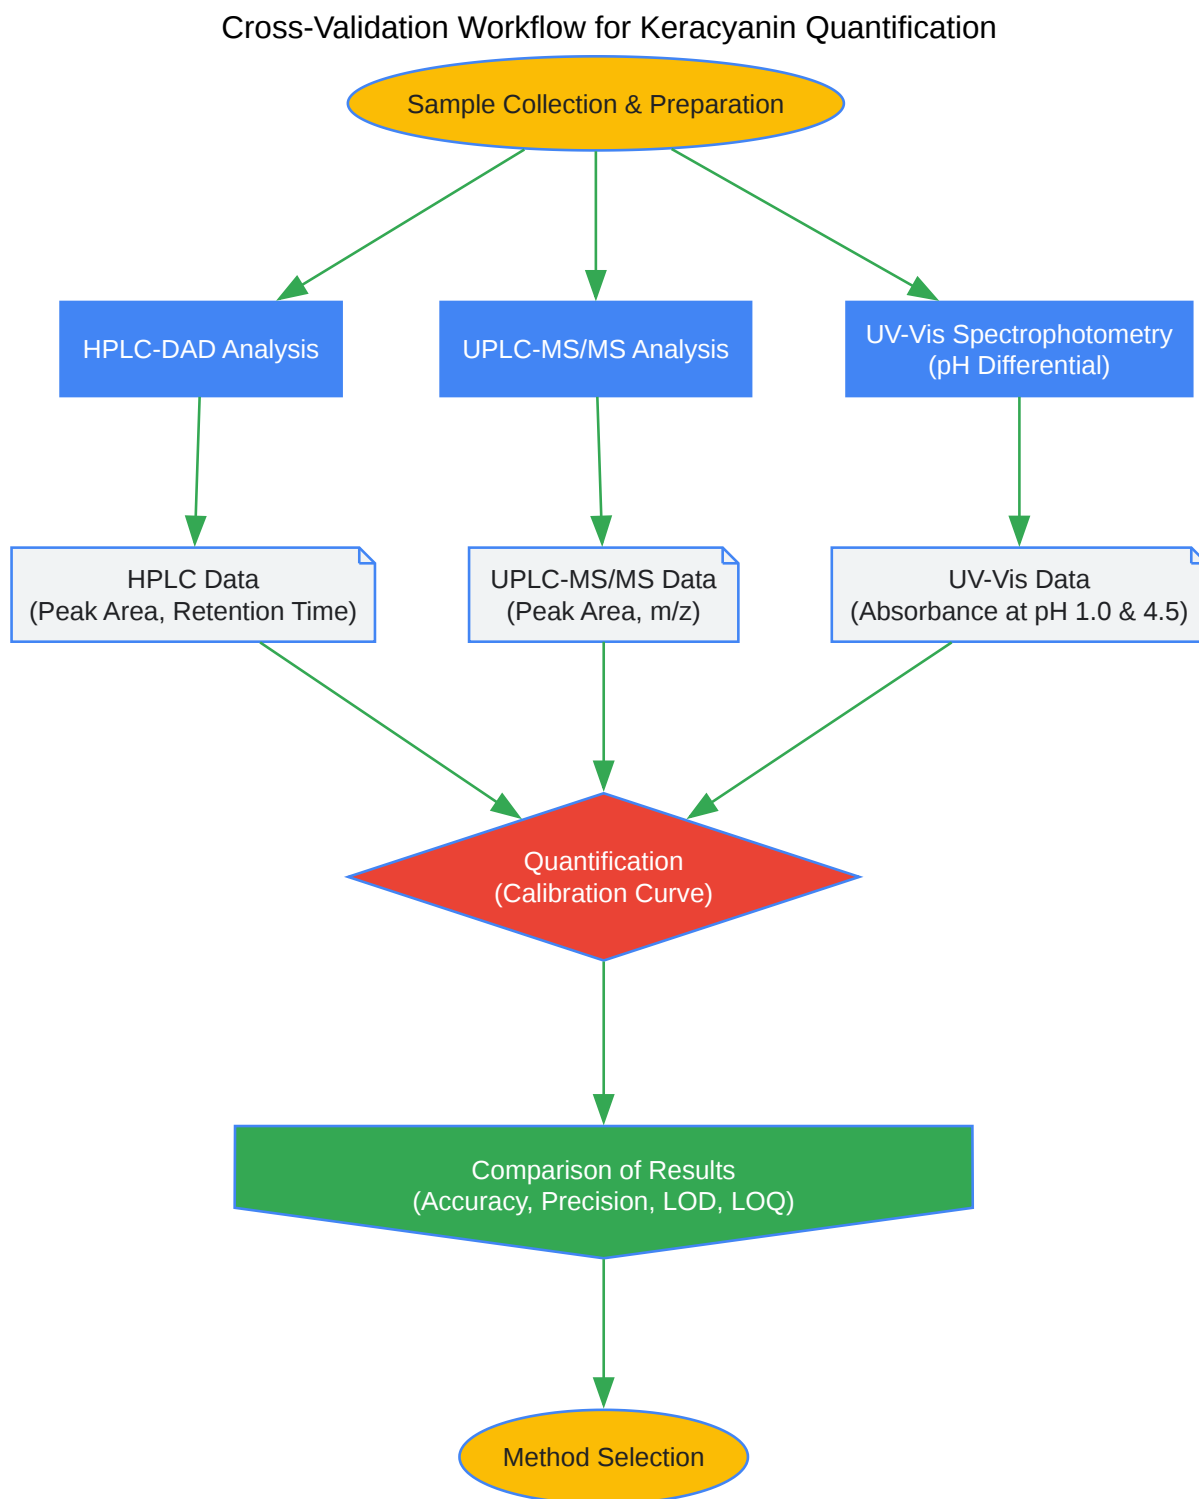 Cross-Validation Workflow for Keracyanin Quantification
Sample Collection & Preparation
HPLC-DAD Analysis
UPLC-MS/MS Analysis
UV-Vis Spectrophotometry
(pH Differential)
HPLC Data
(Peak Area, Retention Time)
UPLC-MS/MS Data
(Peak Area, m/z)
UV-Vis Data
(Absorbance at pH 1.0 & 4.5)
Quantification
(Calibration Curve)
Comparison of Results
(Accuracy, Precision, LOD, LOQ)
Method Selection